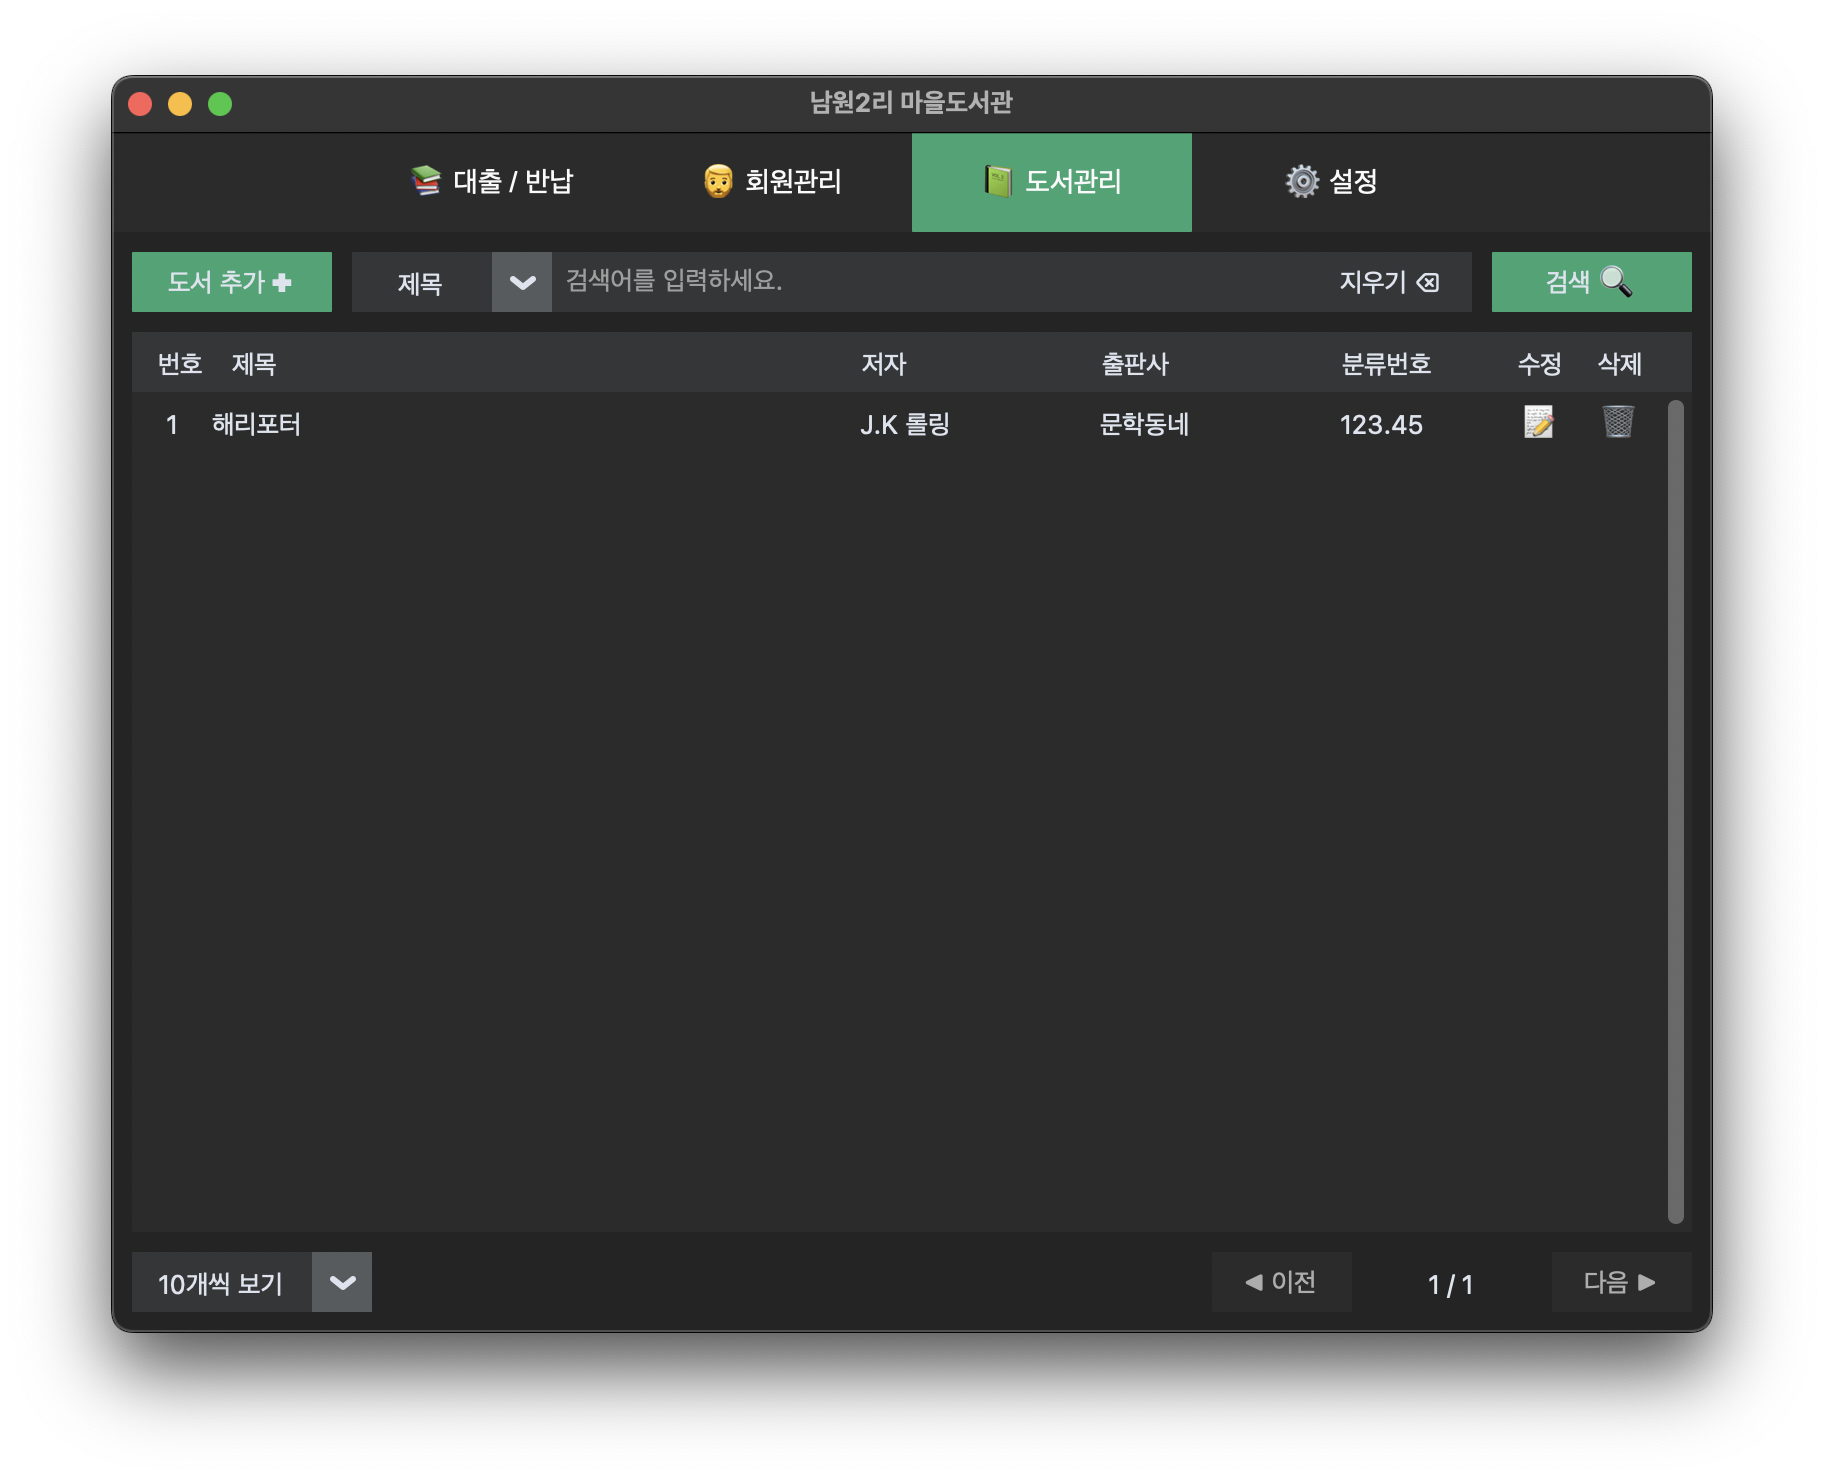 남원2리 마을도서관
대출 / 반납 회원관리 도서관리 설정
도서 추가 제목 검색어를 입력하세요. 지우기 검색
번호 제목 저자 출판사 분류번호 수정 삭제
1 해리포터 J.K 롤링 문학동네 123.45
10개씩 보기 이전 1 / 1 다음